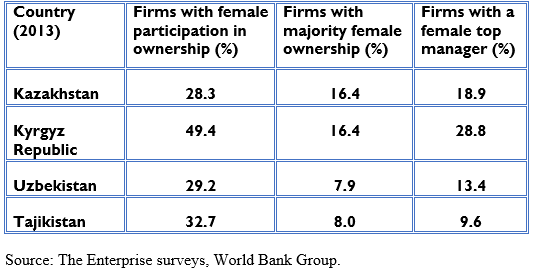 Country Firms with female Firms with Firms with a
(2013) participation in majority female female top
ownership (%) ownership (%) manager (%)
Kazakhstan 28.3 16.4 18.9
Kyrgyz 49.4 16.4 28.8
Republic
Uzbekistan 29.2 7.9 13.4
Tajikistan 32.7 8.0 9.6
Source: The Enterprise surveys, World Bank Group.